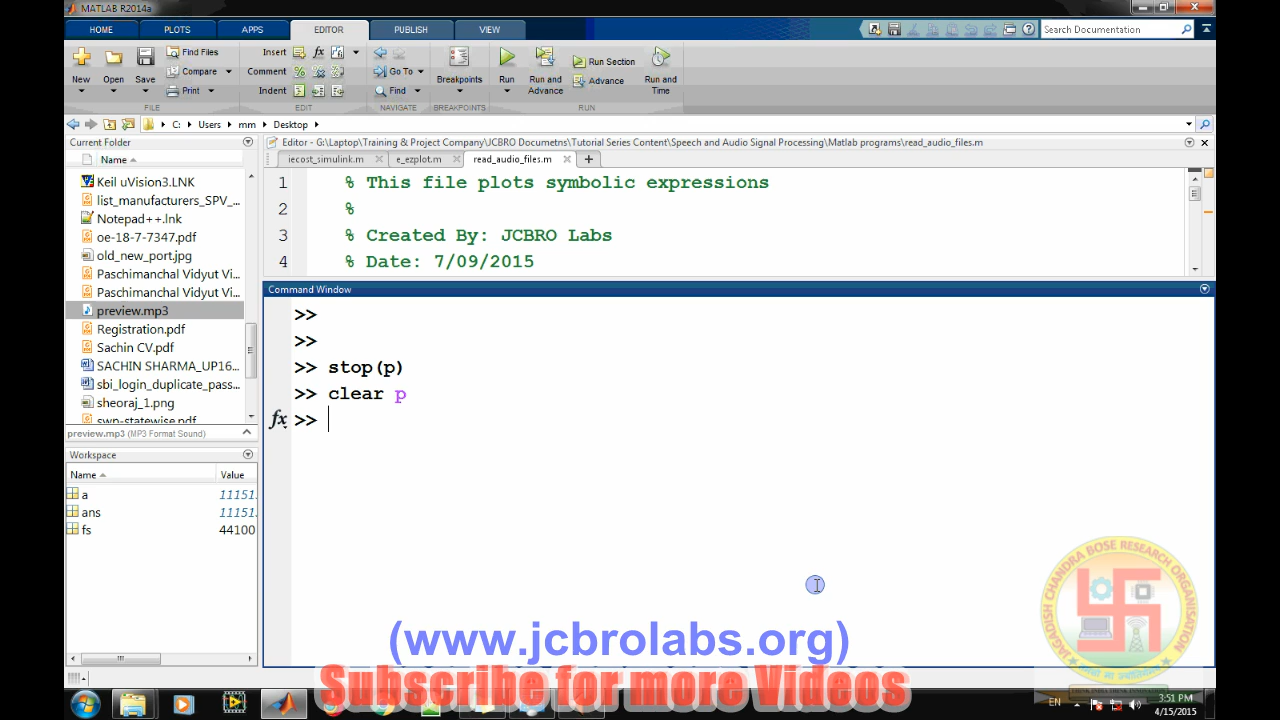 MATLAB R2014a
HOME
PLOTS
APPS
EDITOR
PUBLISH
VIEW
Search Documentation
New
Open
Save
Find Files
Compare
Print
FILE
Insert
fx
Comment
Indent
EDIT
Go To
Find
NAVIGATE
Breakpoints
BREAKPOINTS
Run
Run and Advance
Run Section
Advance
Run and Time
RUN
C:
Users
mm
Desktop
Current Folder
Name
Keil uVision3.LNK
list_manufacturers_SPV_...
Notepad++.lnk
oe-18-7-7347.pdf
old_new_port.jpg
Paschimanchal Vidyut Vi...
Paschimanchal Vidyut Vi...
preview.mp3
Registration.pdf
Sachin CV.pdf
SACHIN SHARMA_UP16...
sbi_login_duplicate_pass...
sheoraj_1.png
swn-statewise.pdf
preview.mp3 (MP3 Format Sound)
Workspace
Name
Value
a
11151
ans
11151
fs
44100
Editor - G:\Laptop\Training & Project Company\JCBRO Documetns\Tutorial Series Content\Speech and Audio Signal Processing\Matlab programs\read_audio_files.m
iecost_simulink.m
e_ezplot.m
read_audio_files.m
1 % This file plots symbolic expressions
2 %
3 % Created By: JCBRO Labs
4 % Date: 7/09/2015
Command Window
>>
>>
>> stop(p)
>> clear p
fx >>
(www.jcbrolabs.org)
Subscribe for more Videos
JAGADISH CHANDRA BOSE RESEARCH ORGANISATION
EN
3:51 PM
4/15/2015